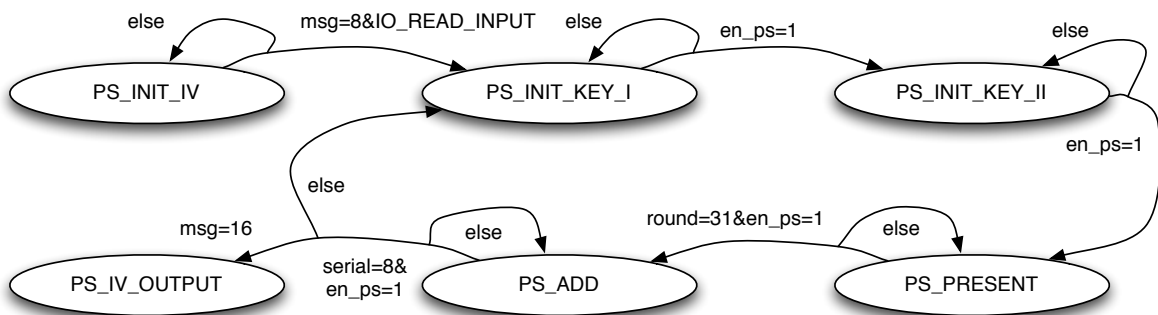 else
msg=8&IO_READ_INPUT
else
en_ps=1
else
PS_INIT_IV
PS_INIT_KEY_I
PS_INIT_KEY_II
en_ps=1
else
msg=16
else
round=31&en_ps=1
else
serial=8&
en_ps=1
PS_IV_OUTPUT
PS_ADD
PS_PRESENT